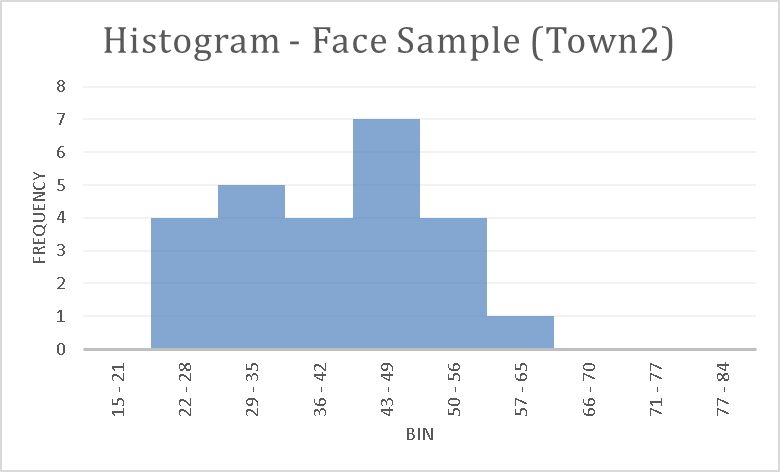 Histogram - Face Sample (Town2)
8
7
6
5
4
3
2
1
0
FREQUENCY
15 - 21
22 - 28
29 - 35
36 - 42
43 - 49
50 - 56
57 - 65
66 - 70
71 - 77
77 - 84
BIN